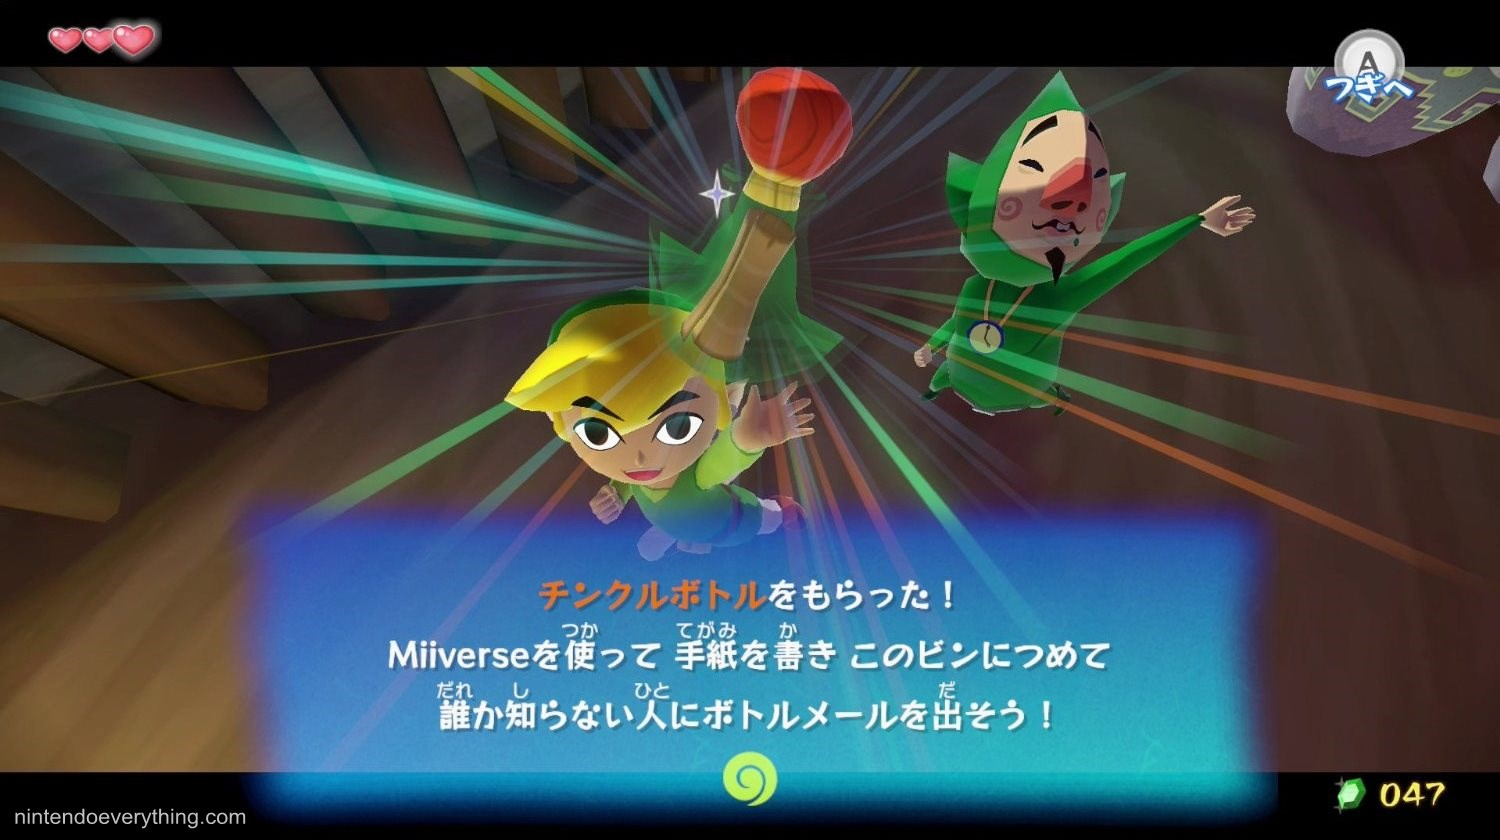 A
つぎへ
チンクルボトルをもらった！
つか てがみ か
Miiverseを使って 手紙を書き このビンにつめて
だれ し ひと だ
誰か知らない人にボトルメールを出そう！
047
nintendoeverything.com